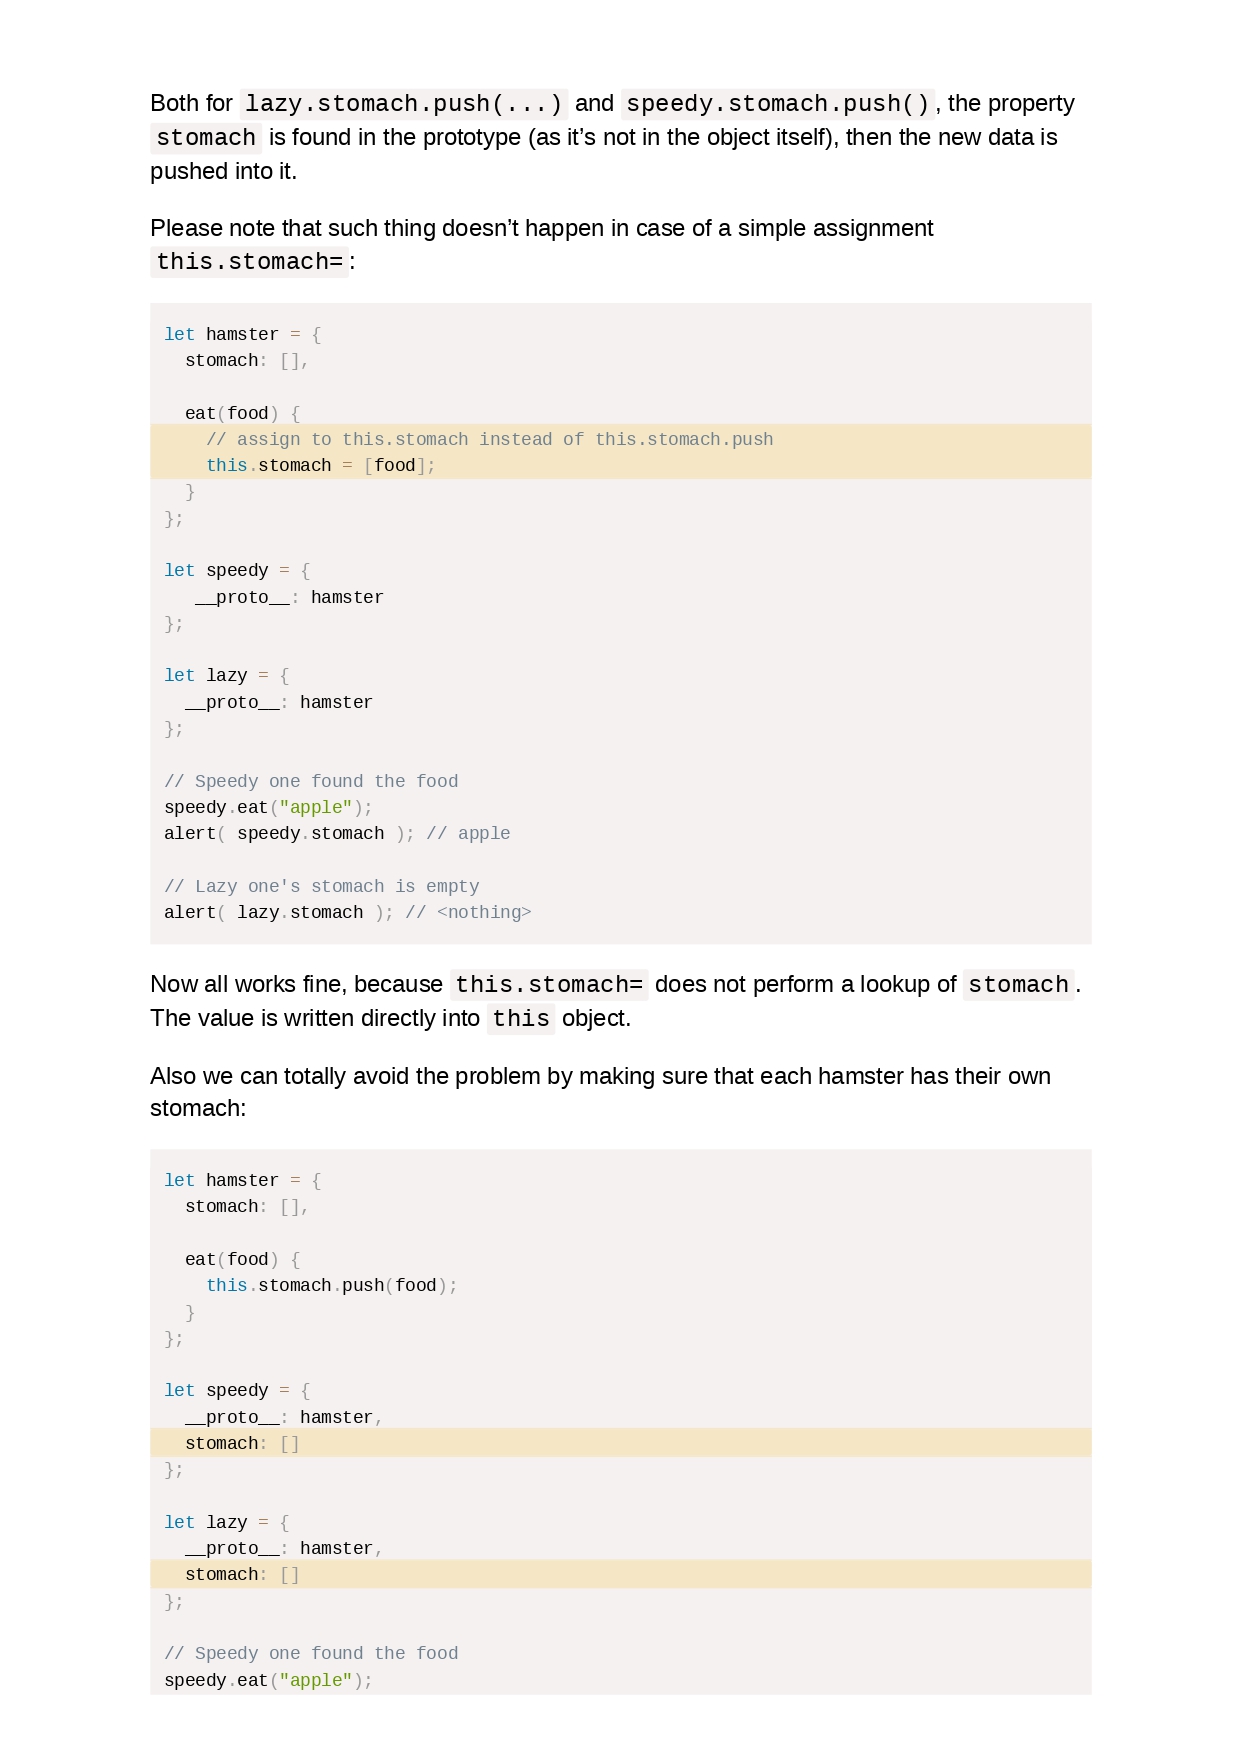 Both for lazy.stomach.push(...) and speedy.stomach.push(), the property
stomach is found in the prototype (as it’s not in the object itself), then the new data is
pushed into it.
Please note that such thing doesn’t happen in case of a simple assignment
this.stomach=:
let hamster = {
  stomach: [],

  eat(food) {
    // assign to this.stomach instead of this.stomach.push
    this.stomach = [food];
  }
};

let speedy = {
   __proto__: hamster
};

let lazy = {
  __proto__: hamster
};

// Speedy one found the food
speedy.eat("apple");
alert( speedy.stomach ); // apple

// Lazy one's stomach is empty
alert( lazy.stomach ); // <nothing>
Now all works fine, because this.stomach= does not perform a lookup of stomach.
The value is written directly into this object.
Also we can totally avoid the problem by making sure that each hamster has their own
stomach:
let hamster = {
  stomach: [],

  eat(food) {
    this.stomach.push(food);
  }
};

let speedy = {
  __proto__: hamster,
  stomach: []
};

let lazy = {
  __proto__: hamster,
  stomach: []
};

// Speedy one found the food
speedy.eat("apple");